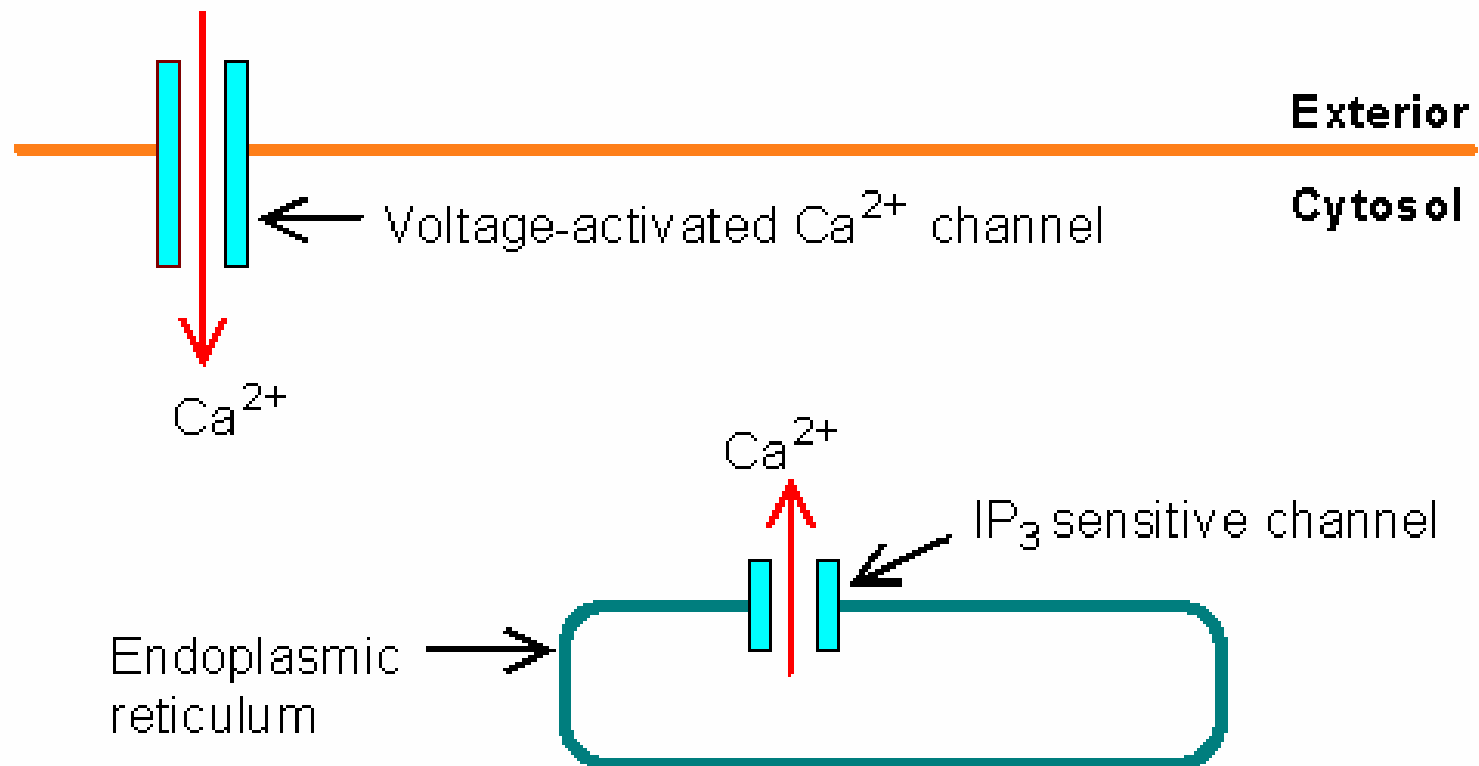 Exterior
Cytosol
Voltage-activated Ca²⁺ channel
Ca²⁺
Ca²⁺
IP₃ sensitive channel
Endoplasmic
reticulum